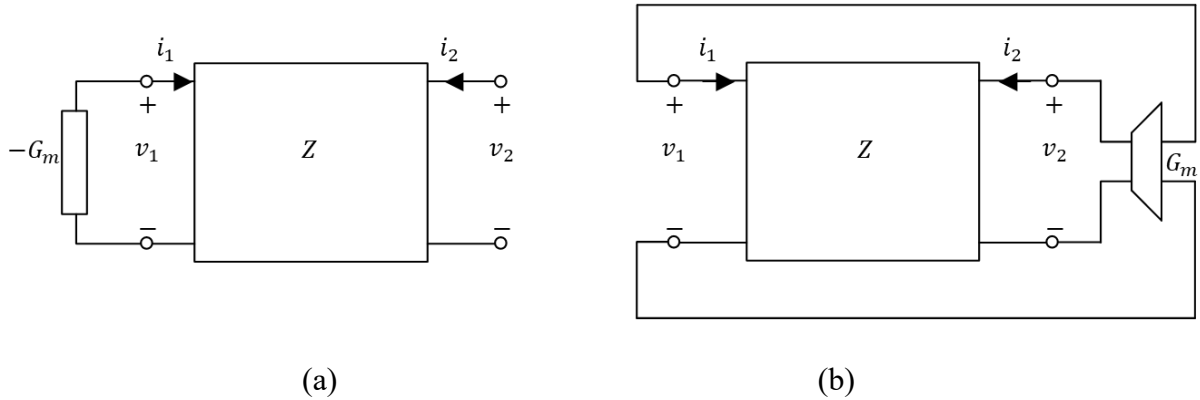 i₁ i₂
+ +
−Gₘ v₁ Z v₂
− −
(a)
i₁ i₂
+ +
v₁ Z v₂ Gₘ
− −
(b)